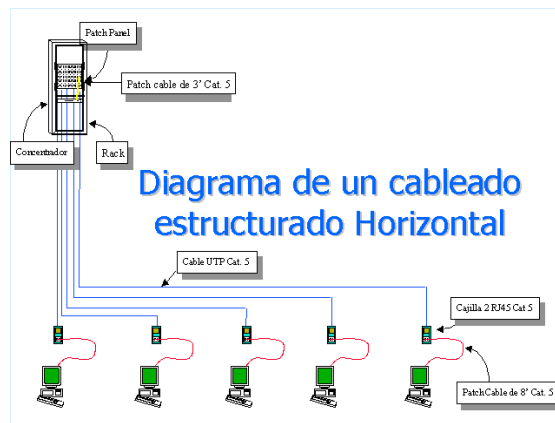 Patch Panel
Patch cable de 3' Cat. 5
Concentrador
Rack
Diagrama de un cableado
estructurado Horizontal
Cable UTP Cat. 5
Cajilla 2 RJ45 Cat 5
PatchCable de 8' Cat. 5